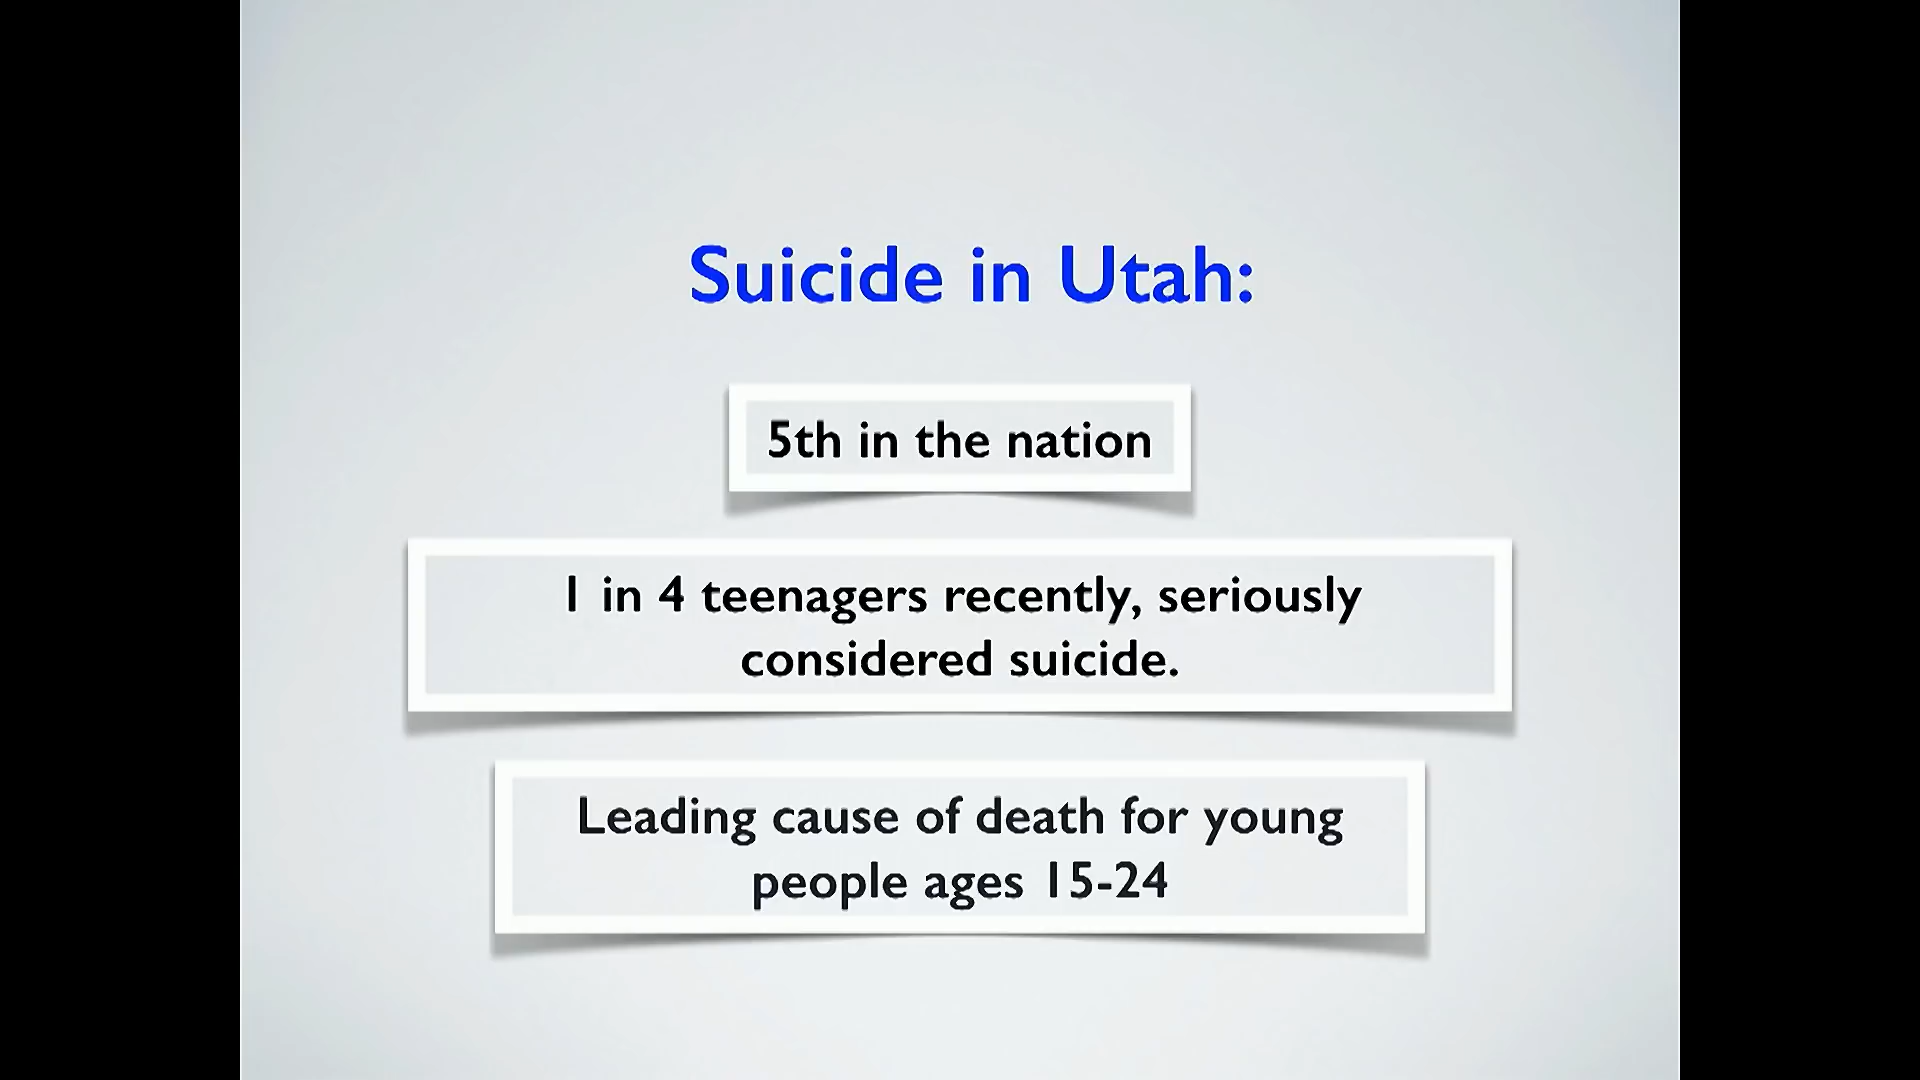 Suicide in Utah:
5th in the nation
1 in 4 teenagers recently, seriously
considered suicide.
Leading cause of death for young
people ages 15-24